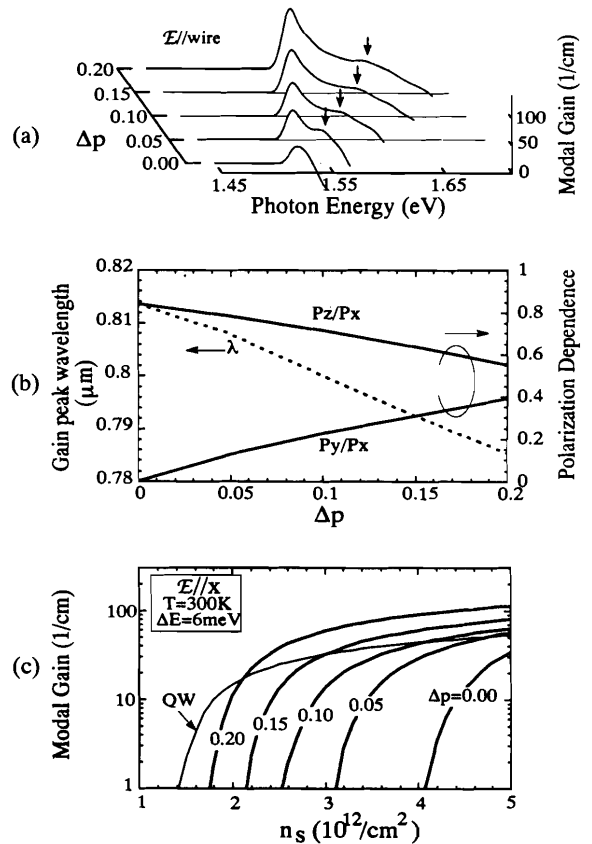 (a)
ℰ//wire
0.20
0.15
0.10
Δp 0.05
0.00
100
50
0
Modal Gain (1/cm)
1.45 1.55 1.65
Photon Energy (eV)
(b)
Gain peak wavelength
(μm)
0.82
0.81
0.8
0.79
0.78
Pz/Px
λ
Py/Px
1
0.8
0.6
0.4
0.2
0
Polarization Dependence
0 0.05 0.1 0.15 0.2
Δp
(c)
Modal Gain (1/cm)
100
10
1
ℰ//x
T=300K
ΔE=6meV
QW
0.20
0.15
0.10
0.05
Δp=0.00
1 2 3 4 5
nS (10^12/cm^2)